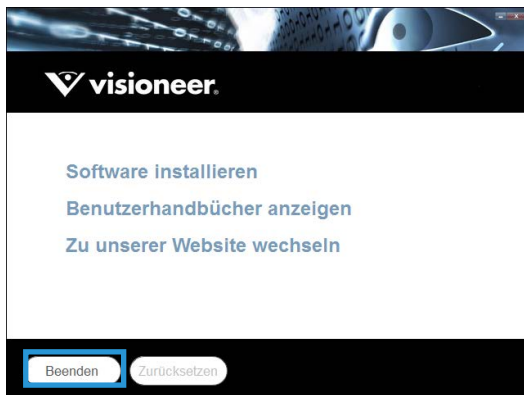 visioneer.
Software installieren
Benutzerhandbücher anzeigen
Zu unserer Website wechseln
Beenden
Zurücksetzen